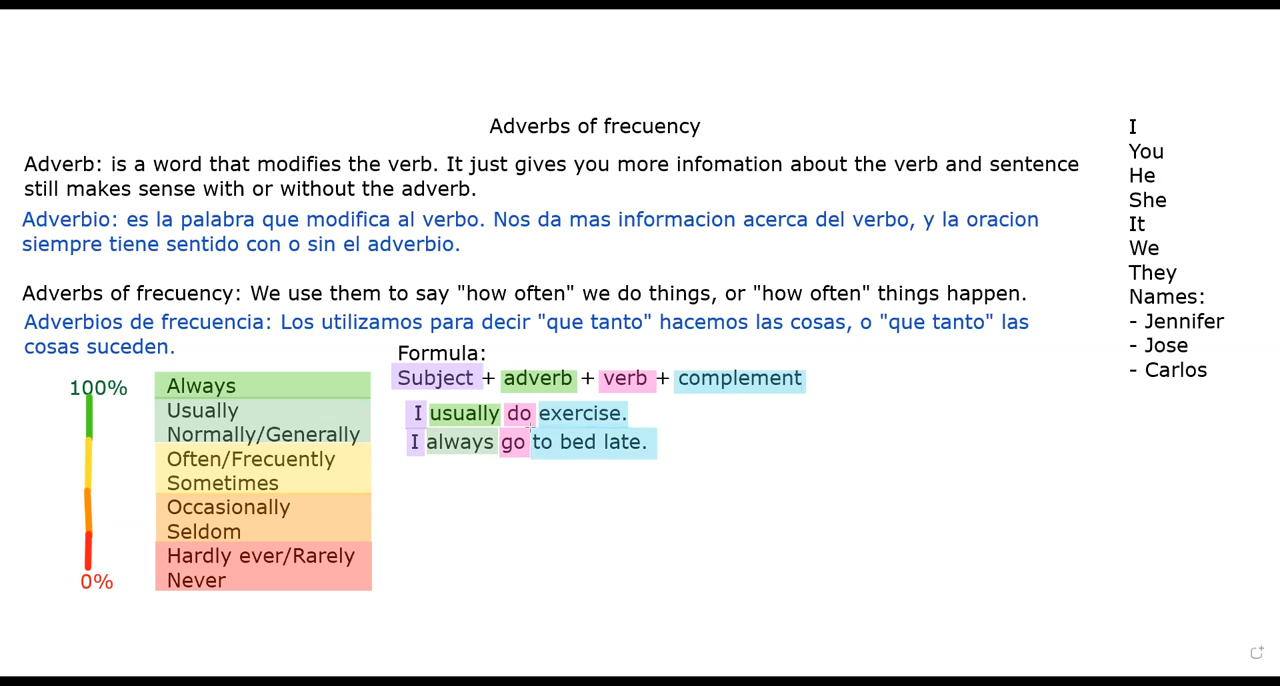 Adverbs of frecuency
Adverb: is a word that modifies the verb. It just gives you more infomation about the verb and sentence
still makes sense with or without the adverb.
Adverbio: es la palabra que modifica al verbo. Nos da mas informacion acerca del verbo, y la oracion
siempre tiene sentido con o sin el adverbio.
Adverbs of frecuency: We use them to say "how often" we do things, or "how often" things happen.
Adverbios de frecuencia: Los utilizamos para decir "que tanto" hacemos las cosas, o "que tanto" las
cosas suceden.
Formula:
Subject + adverb + verb + complement
I usually do exercise.
I always go to bed late.
100%
0%
Always
Usually
Normally/Generally
Often/Frecuently
Sometimes
Occasionally
Seldom
Hardly ever/Rarely
Never
I
You
He
She
It
We
They
Names:
- Jennifer
- Jose
- Carlos